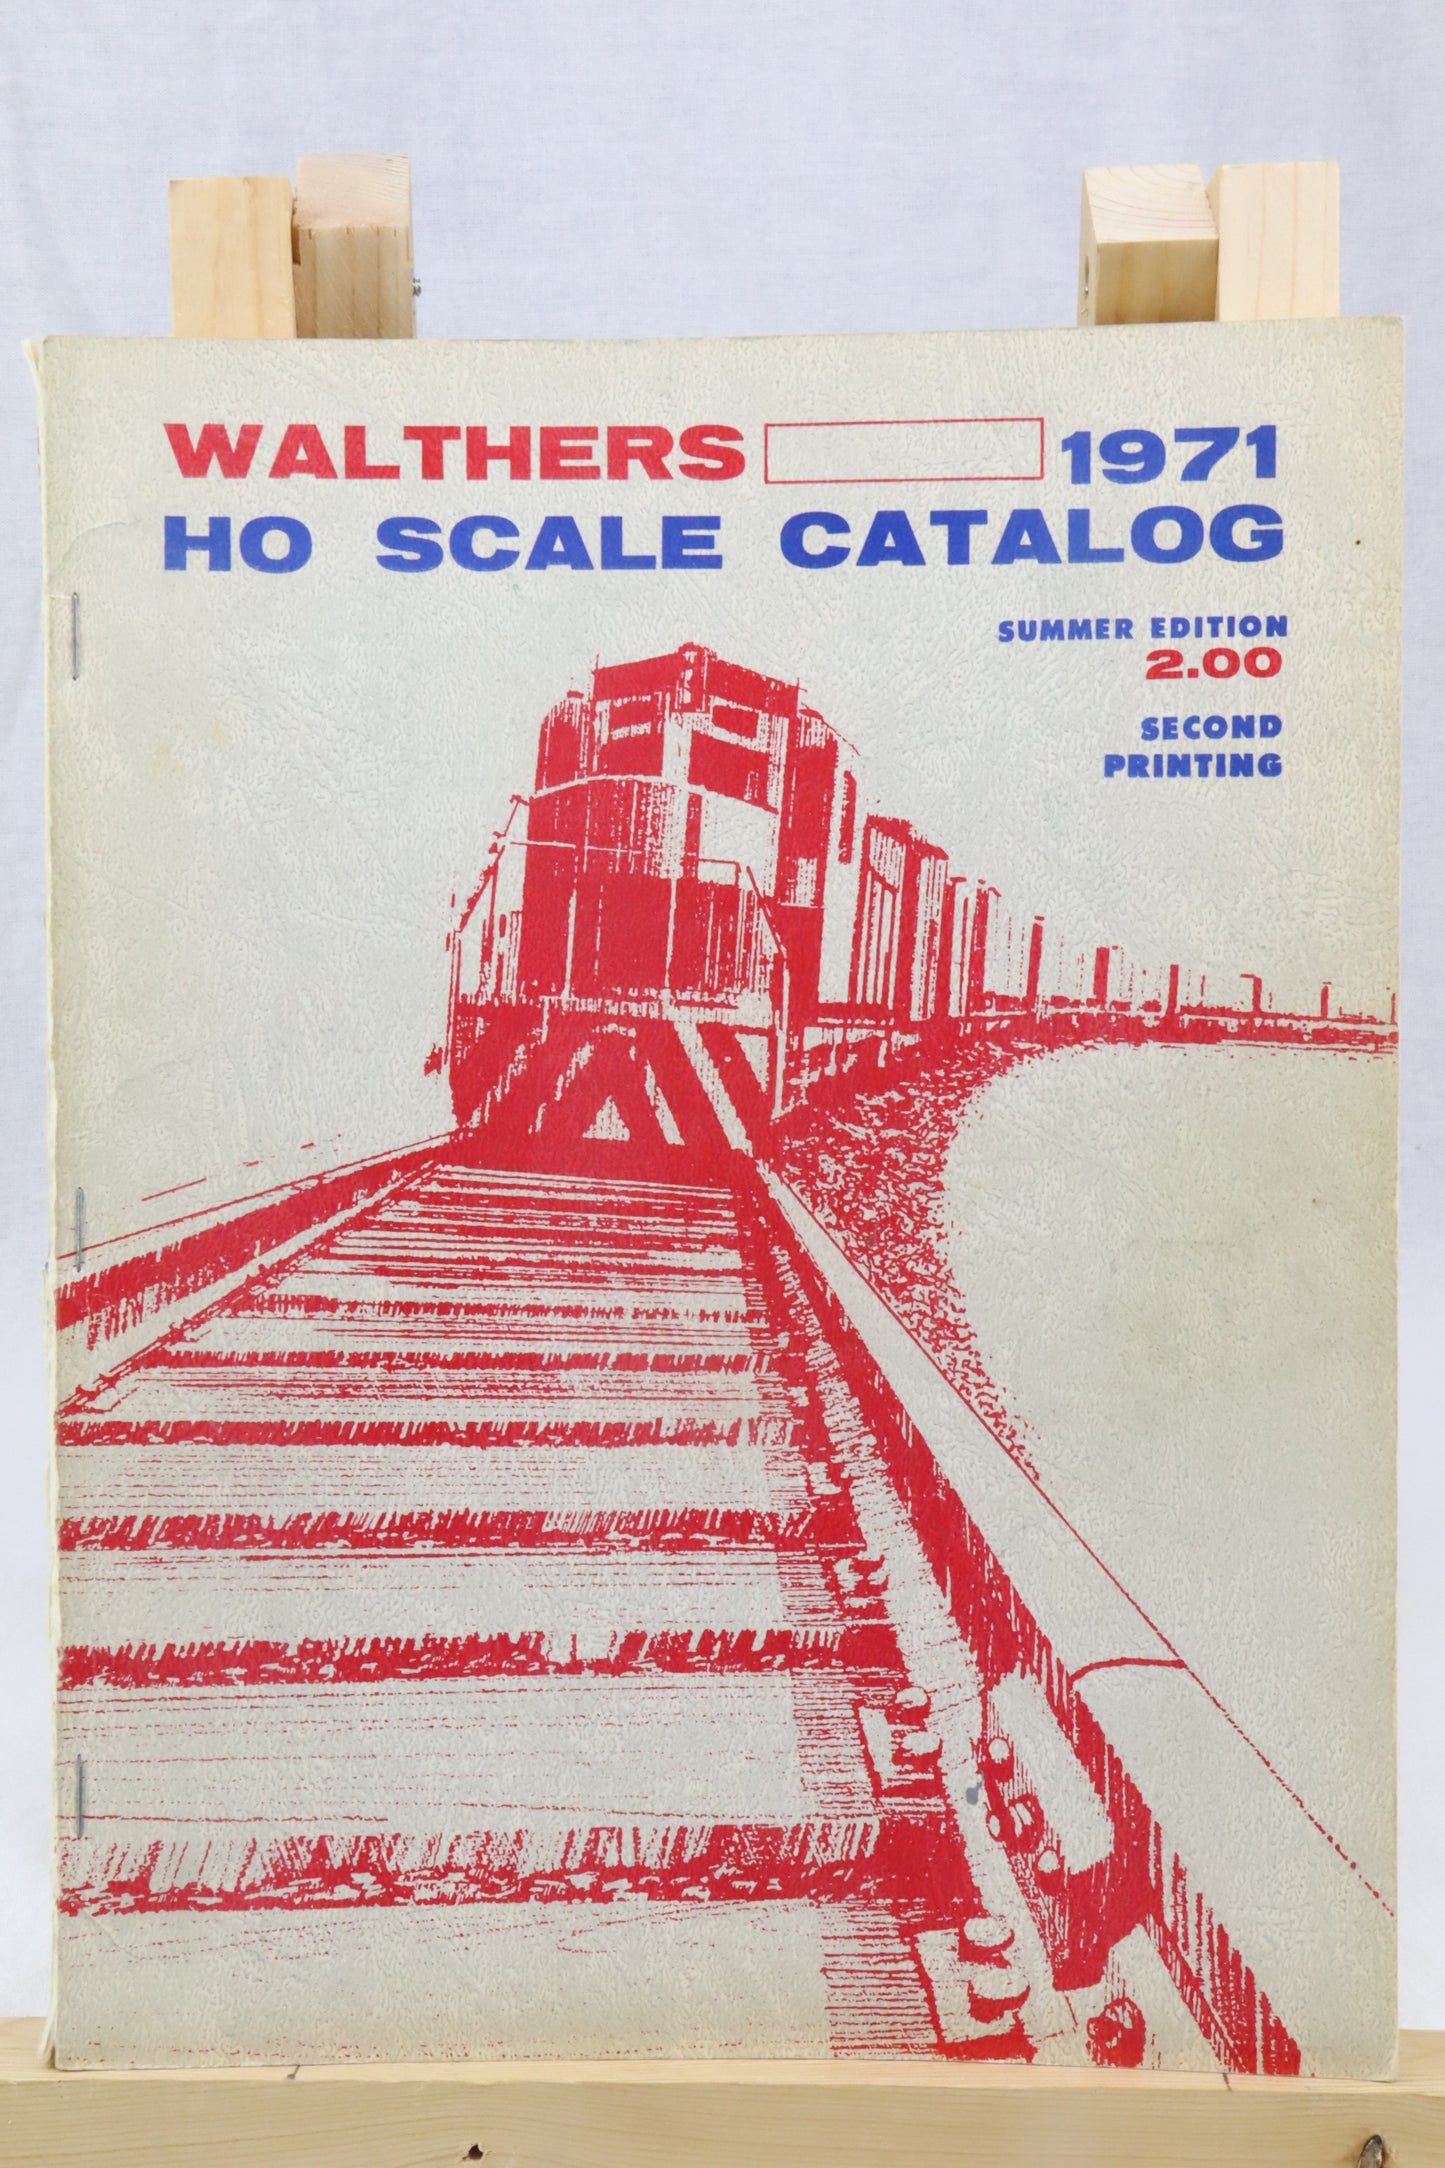 WALTHERS 1971
HO SCALE CATALOG
SUMMER EDITION
2.00
SECOND
PRINTING